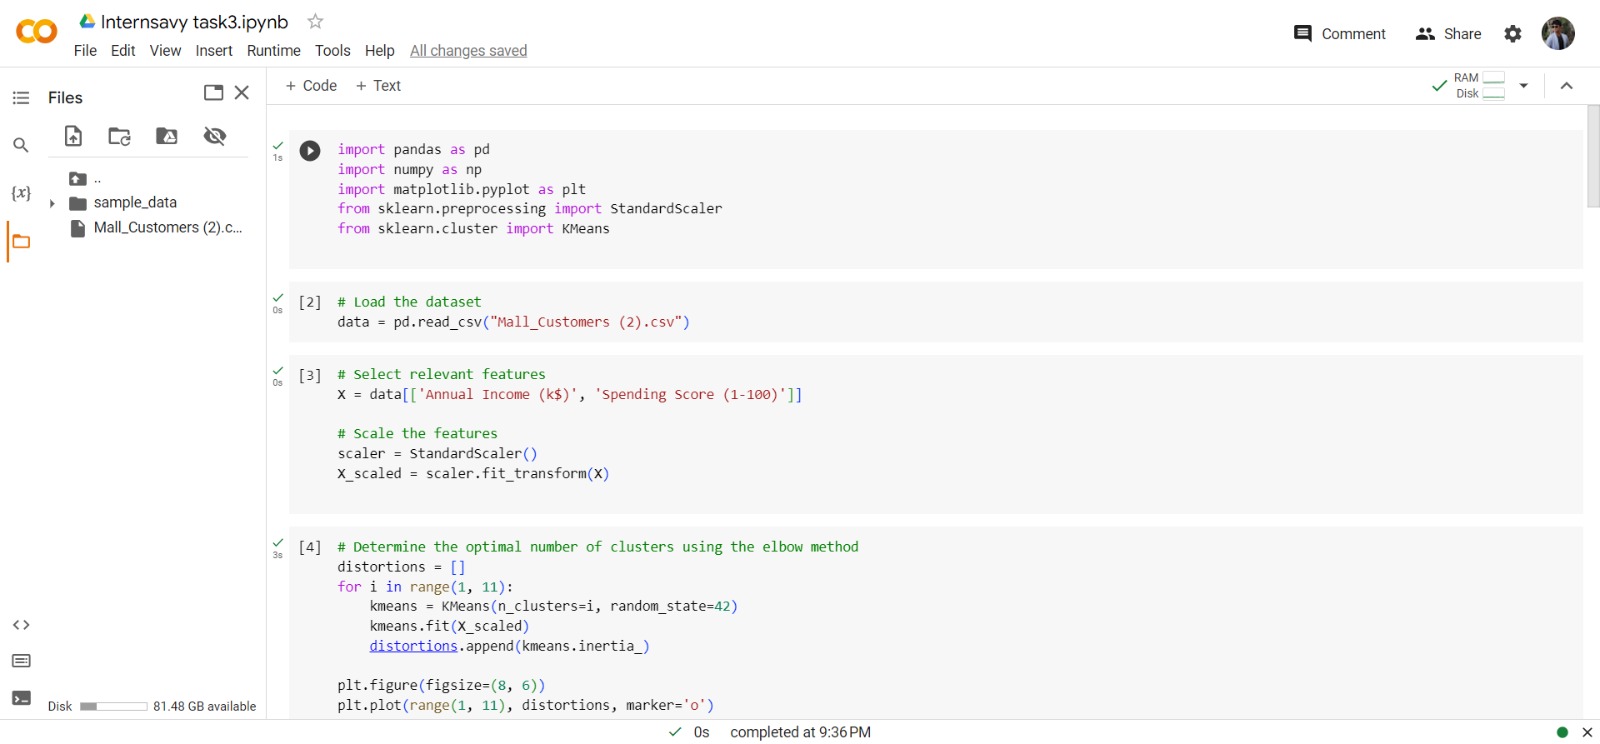 Internsavy task3.ipynb
File Edit View Insert Runtime Tools Help All changes saved
Comment Share
Files
+ Code + Text
RAM
Disk
..
sample_data
Mall_Customers (2).c...
{x}
1s
import pandas as pd
import numpy as np
import matplotlib.pyplot as plt
from sklearn.preprocessing import StandardScaler
from sklearn.cluster import KMeans
0s
[2] # Load the dataset
data = pd.read_csv("Mall_Customers (2).csv")
0s
[3] # Select relevant features
X = data[['Annual Income (k$)', 'Spending Score (1-100)']]
# Scale the features
scaler = StandardScaler()
X_scaled = scaler.fit_transform(X)
3s
[4] # Determine the optimal number of clusters using the elbow method
distortions = []
for i in range(1, 11):
    kmeans = KMeans(n_clusters=i, random_state=42)
    kmeans.fit(X_scaled)
    distortions.append(kmeans.inertia_)
plt.figure(figsize=(8, 6))
plt.plot(range(1, 11), distortions, marker='o')
Disk 81.48 GB available
0s completed at 9:36 PM